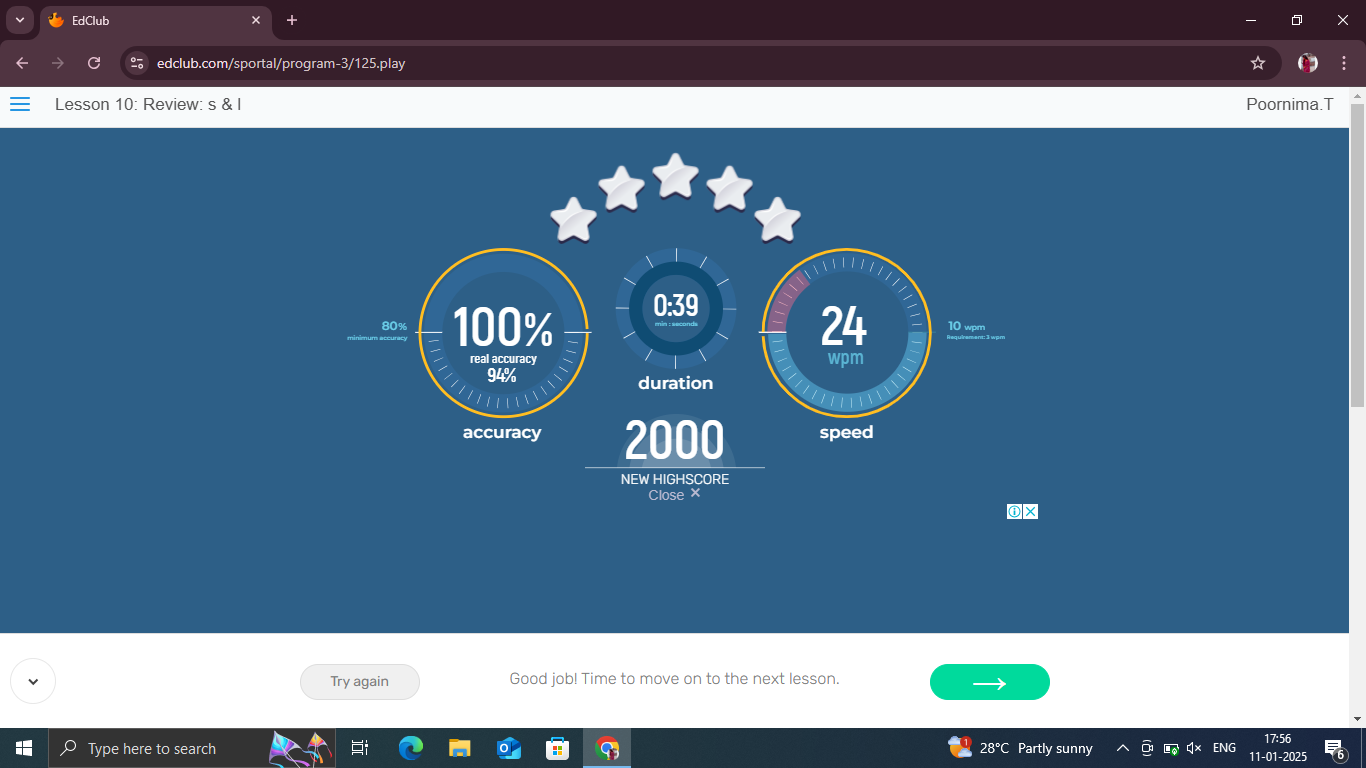 EdClub
edclub.com/sportal/program-3/125.play
Lesson 10: Review: s & l
Poornima.T
80%
minimum accuracy
100%
real accuracy
94%
accuracy
0:39
min : seconds
duration
24
wpm
speed
10 wpm
Requirement: 3 wpm
2000
NEW HIGHSCORE
Close
Try again
Good job! Time to move on to the next lesson.
Type here to search
1
28°C Partly sunny
ENG
17:56
11-01-2025
6